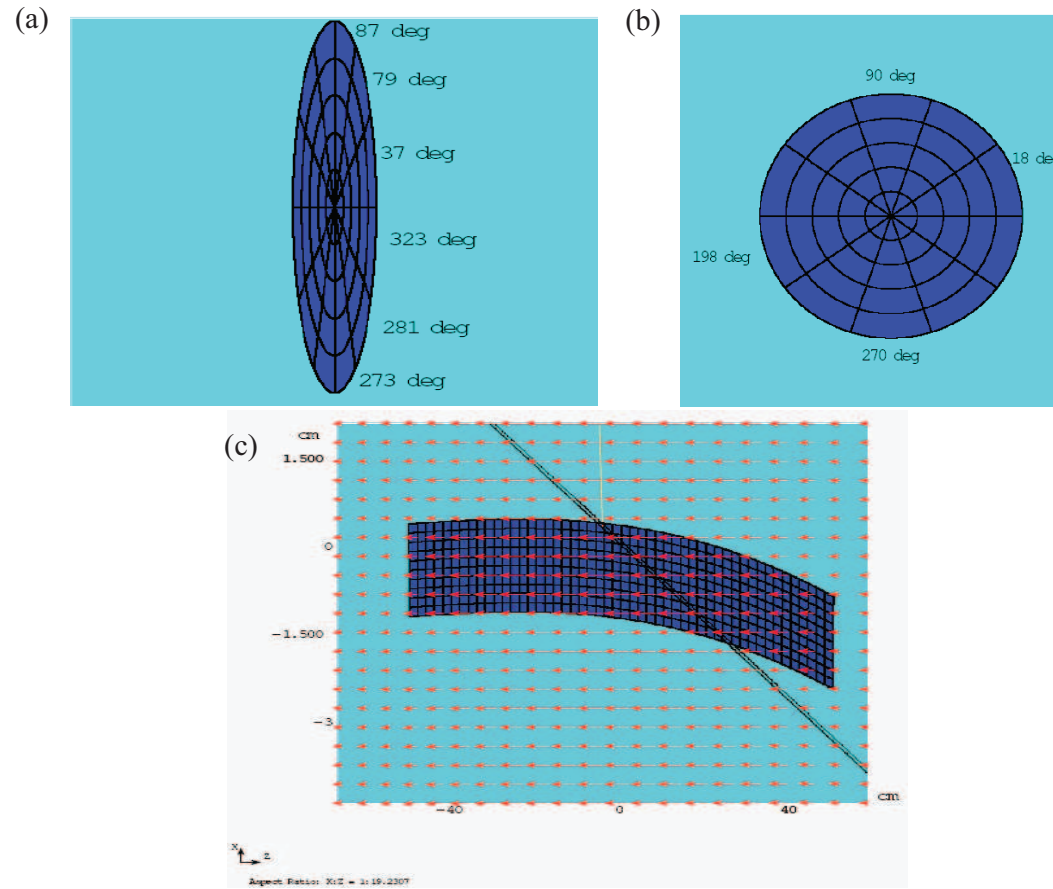 (a)
87 deg
79 deg
37 deg
323 deg
281 deg
273 deg
(b)
90 deg
18 de
198 deg
270 deg
(c)
cm
1.500
0
-1.500
-3
-40
0
40
cm
X
Z
Aspect Ratio: X:Z = 1:19.2307